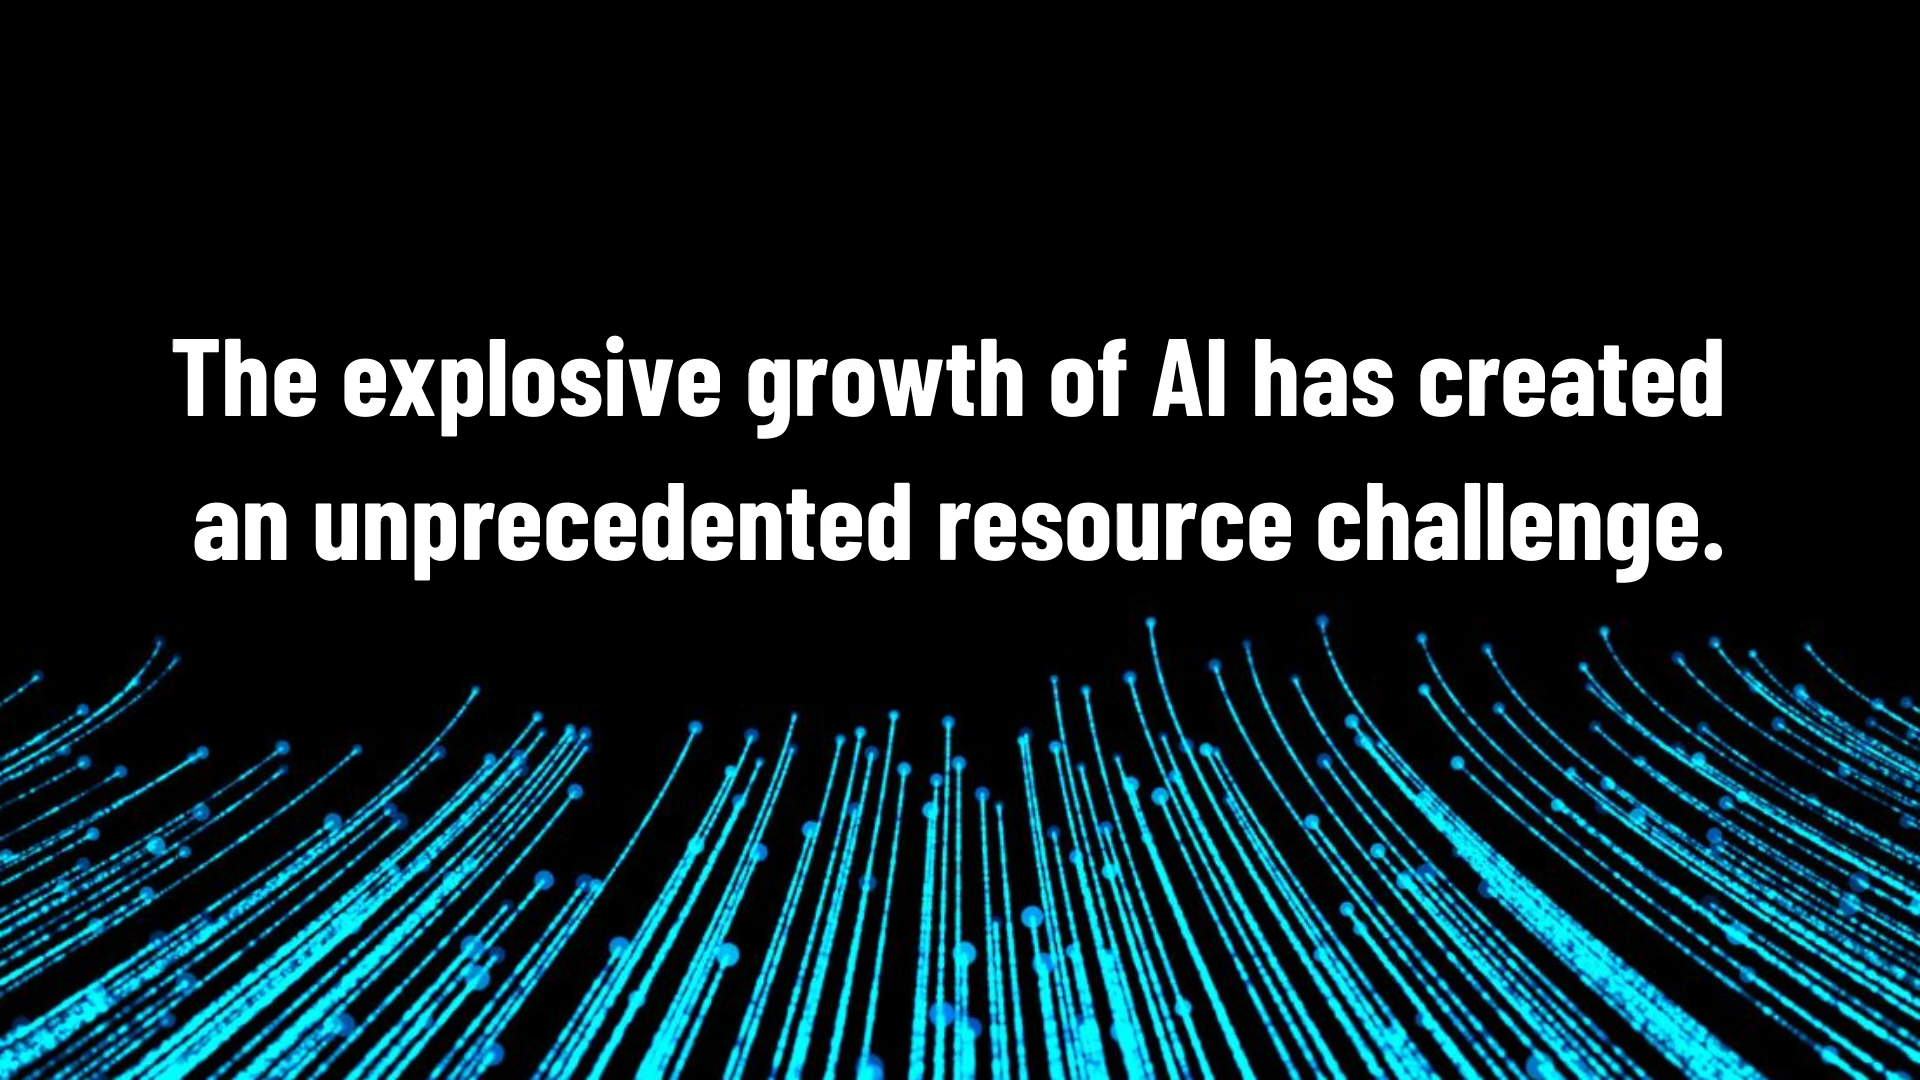 The explosive growth of AI has created
an unprecedented resource challenge.